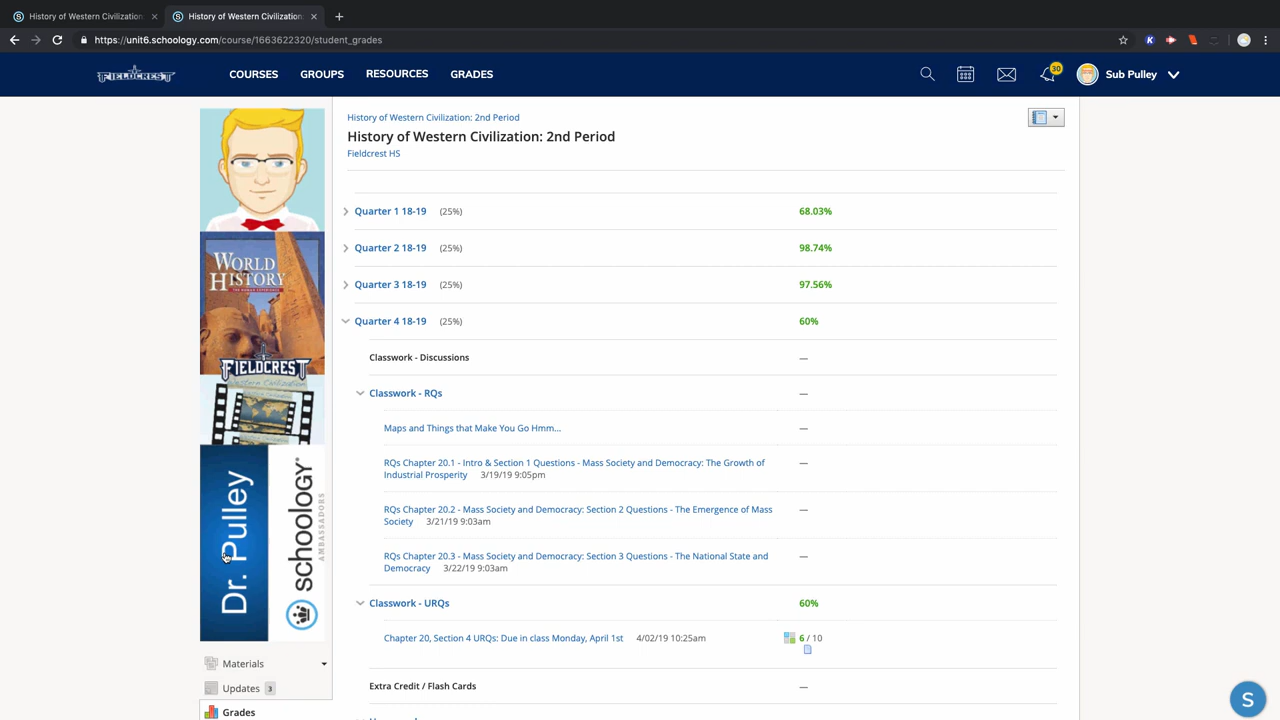 History of Western Civilization:
History of Western Civilization:
https://unit6.schoology.com/course/1663622320/student_grades
FIELDCREST
COURSES
GROUPS
RESOURCES
GRADES
30
Sub Pulley
History of Western Civilization: 2nd Period
History of Western Civilization: 2nd Period
Fieldcrest HS
Quarter 1 18-19 (25%) 68.03%
Quarter 2 18-19 (25%) 98.74%
Quarter 3 18-19 (25%) 97.56%
Quarter 4 18-19 (25%) 60%
Classwork - Discussions —
Classwork - RQs —
Maps and Things that Make You Go Hmm... —
RQs Chapter 20.1 - Intro & Section 1 Questions - Mass Society and Democracy: The Growth of —
Industrial Prosperity 3/19/19 9:05pm
RQs Chapter 20.2 - Mass Society and Democracy: Section 2 Questions - The Emergence of Mass —
Society 3/21/19 9:03am
RQs Chapter 20.3 - Mass Society and Democracy: Section 3 Questions - The National State and —
Democracy 3/22/19 9:03am
Classwork - URQs 60%
Chapter 20, Section 4 URQs: Due in class Monday, April 1st 4/02/19 10:25am 6 / 10
Extra Credit / Flash Cards —
WORLD
HISTORY
THE HUMAN EXPERIENCE
FIELDCREST
Western Civilization
Dr. Pulley
schoology®
AMBASSADORS
Materials
Updates 3
Grades
S